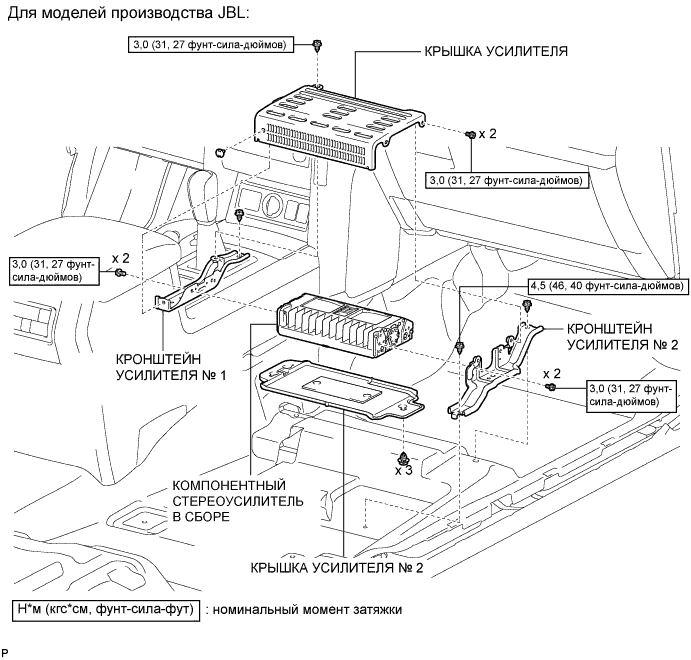 Для моделей производства JBL:
3,0 (31, 27 фунт-сила-дюймов)
КРЫШКА УСИЛИТЕЛЯ
x 2
3,0 (31, 27 фунт-сила-дюймов)
3,0 (31, 27 фунт-
сила-дюймов)
x 2
4,5 (46, 40 фунт-сила-дюймов)
КРОНШТЕЙН
УСИЛИТЕЛЯ № 1
КРОНШТЕЙН
УСИЛИТЕЛЯ № 2
x 2
3,0 (31, 27 фунт-
сила-дюймов)
x 3
КОМПОНЕНТНЫЙ
СТЕРЕОУСИЛИТЕЛЬ
В СБОРЕ
КРЫШКА УСИЛИТЕЛЯ № 2
Н*м (кгс*см, фунт-сила-фут) : номинальный момент затяжки
P